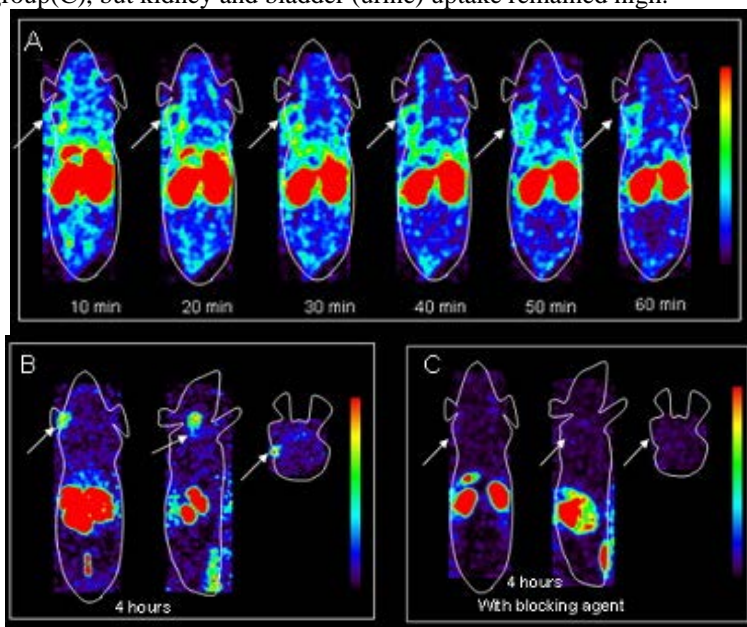 group(C), but kidney and bladder (urine) uptake remained high.
A
10 min 20 min 30 min 40 min 50 min 60 min
B
4 hours
C
4 hours
With blocking agent